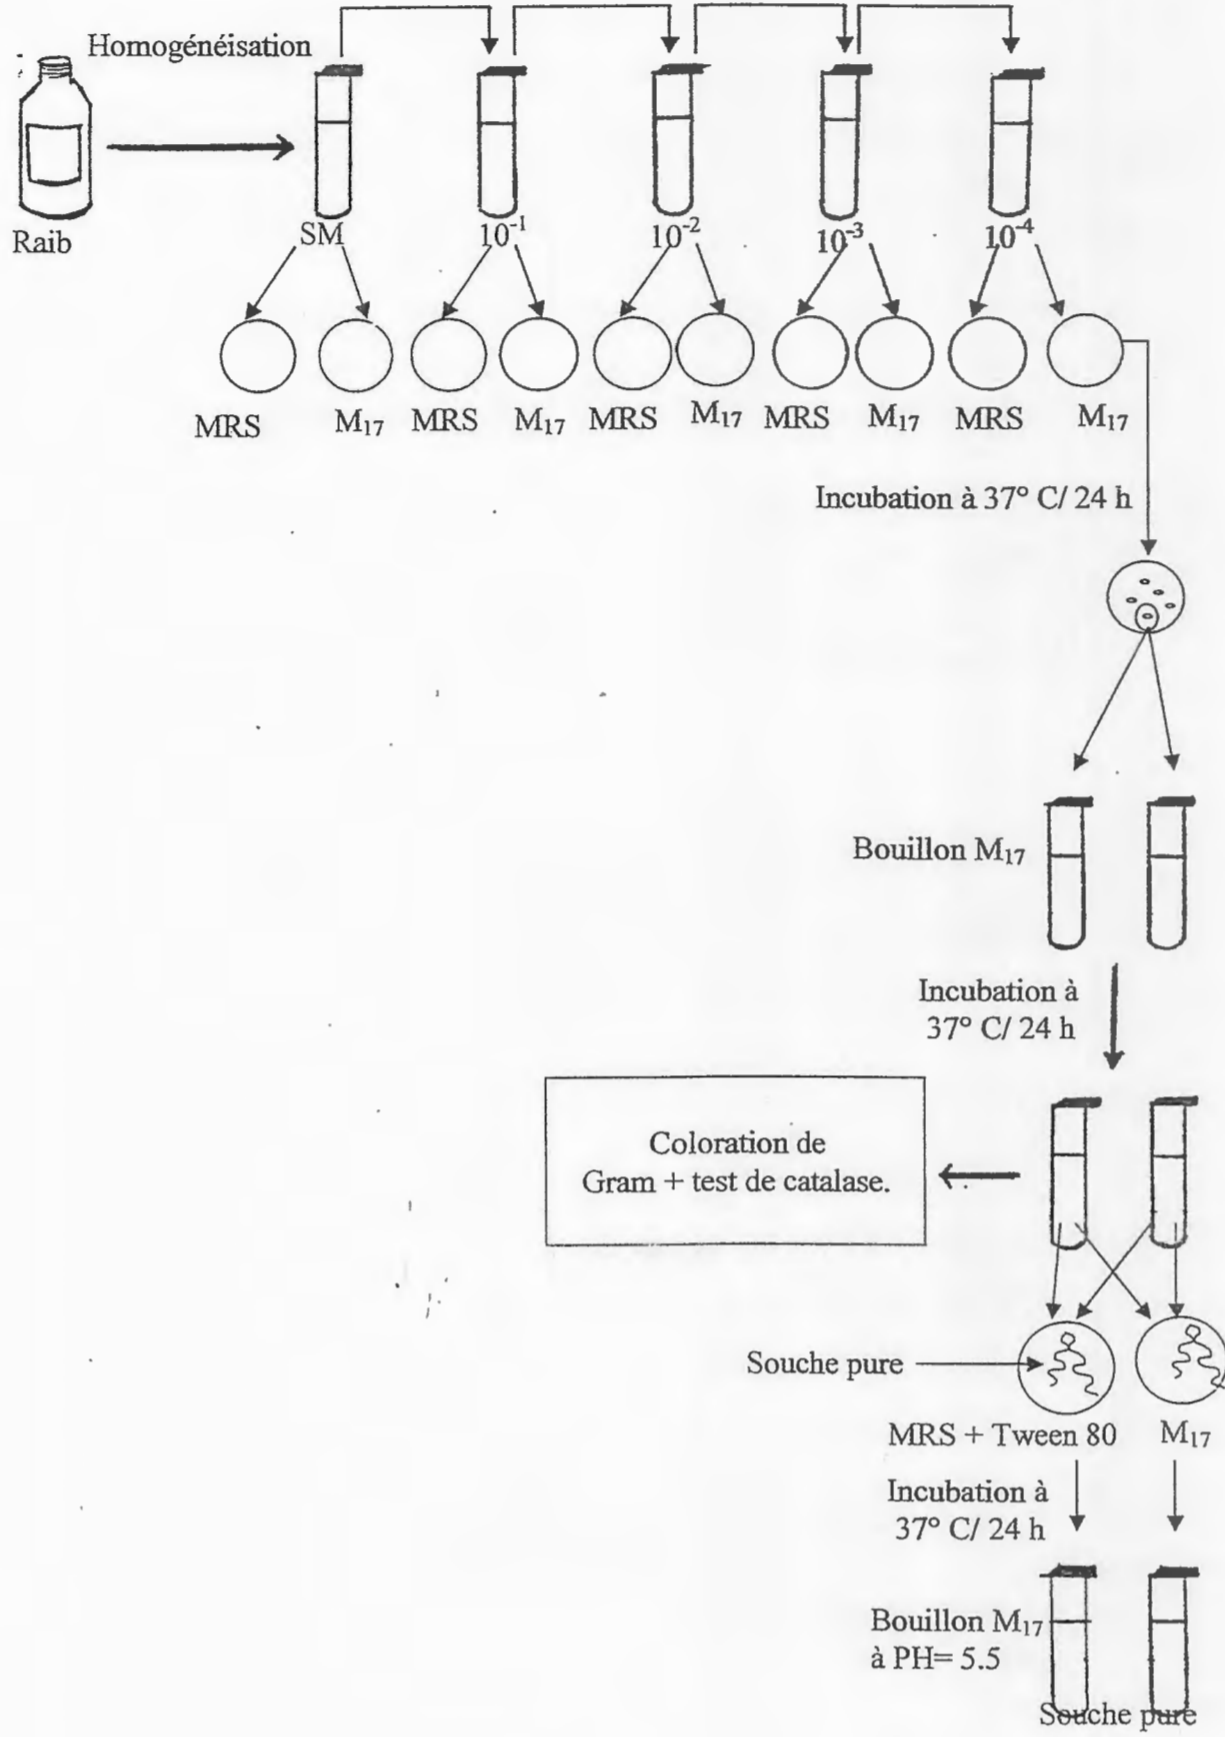 Homogénéisation
Raib
SM
10⁻¹
10⁻²
10⁻³
10⁻⁴
MRS
M₁₇
MRS
M₁₇
MRS
M₁₇
MRS
M₁₇
MRS
M₁₇
Incubation à 37° C/ 24 h
Bouillon M₁₇
Incubation à
37° C/ 24 h
Coloration de
Gram + test de catalase.
Souche pure
MRS + Tween 80
M₁₇
Incubation à
37° C/ 24 h
Bouillon M₁₇
à PH= 5.5
Souche pure